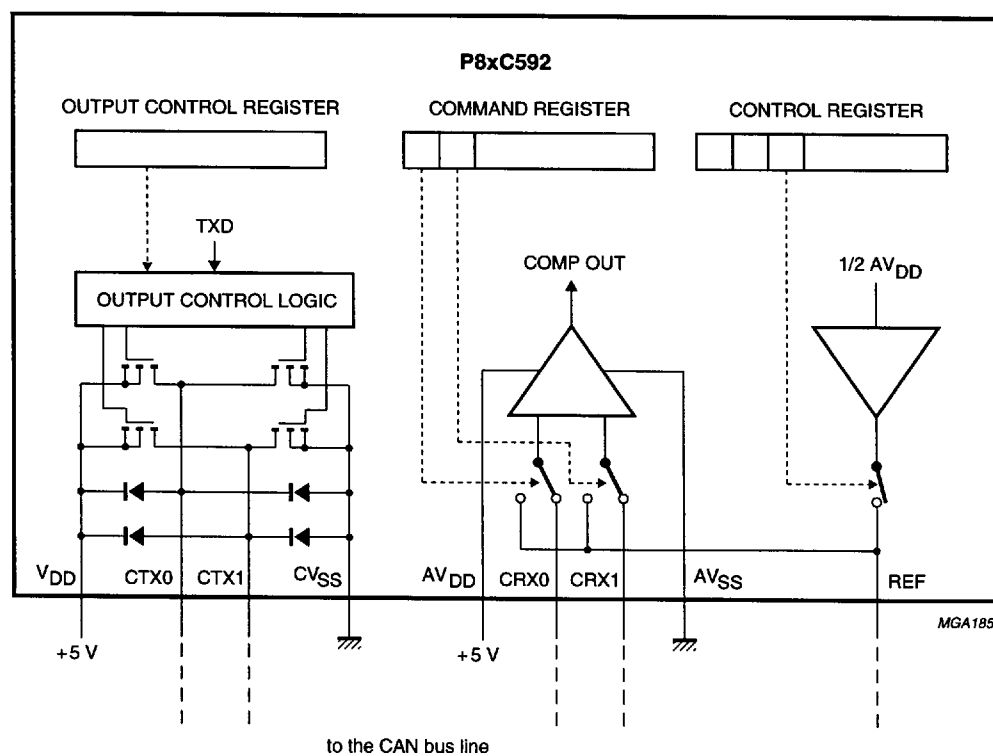 P8xC592
OUTPUT CONTROL REGISTER
COMMAND REGISTER
CONTROL REGISTER
TXD
OUTPUT CONTROL LOGIC
COMP OUT
1/2 AVDD
VDD
CTX0
CTX1
CVSS
AVDD
CRX0
CRX1
AVSS
REF
MGA185
+5 V
+5 V
to the CAN bus line